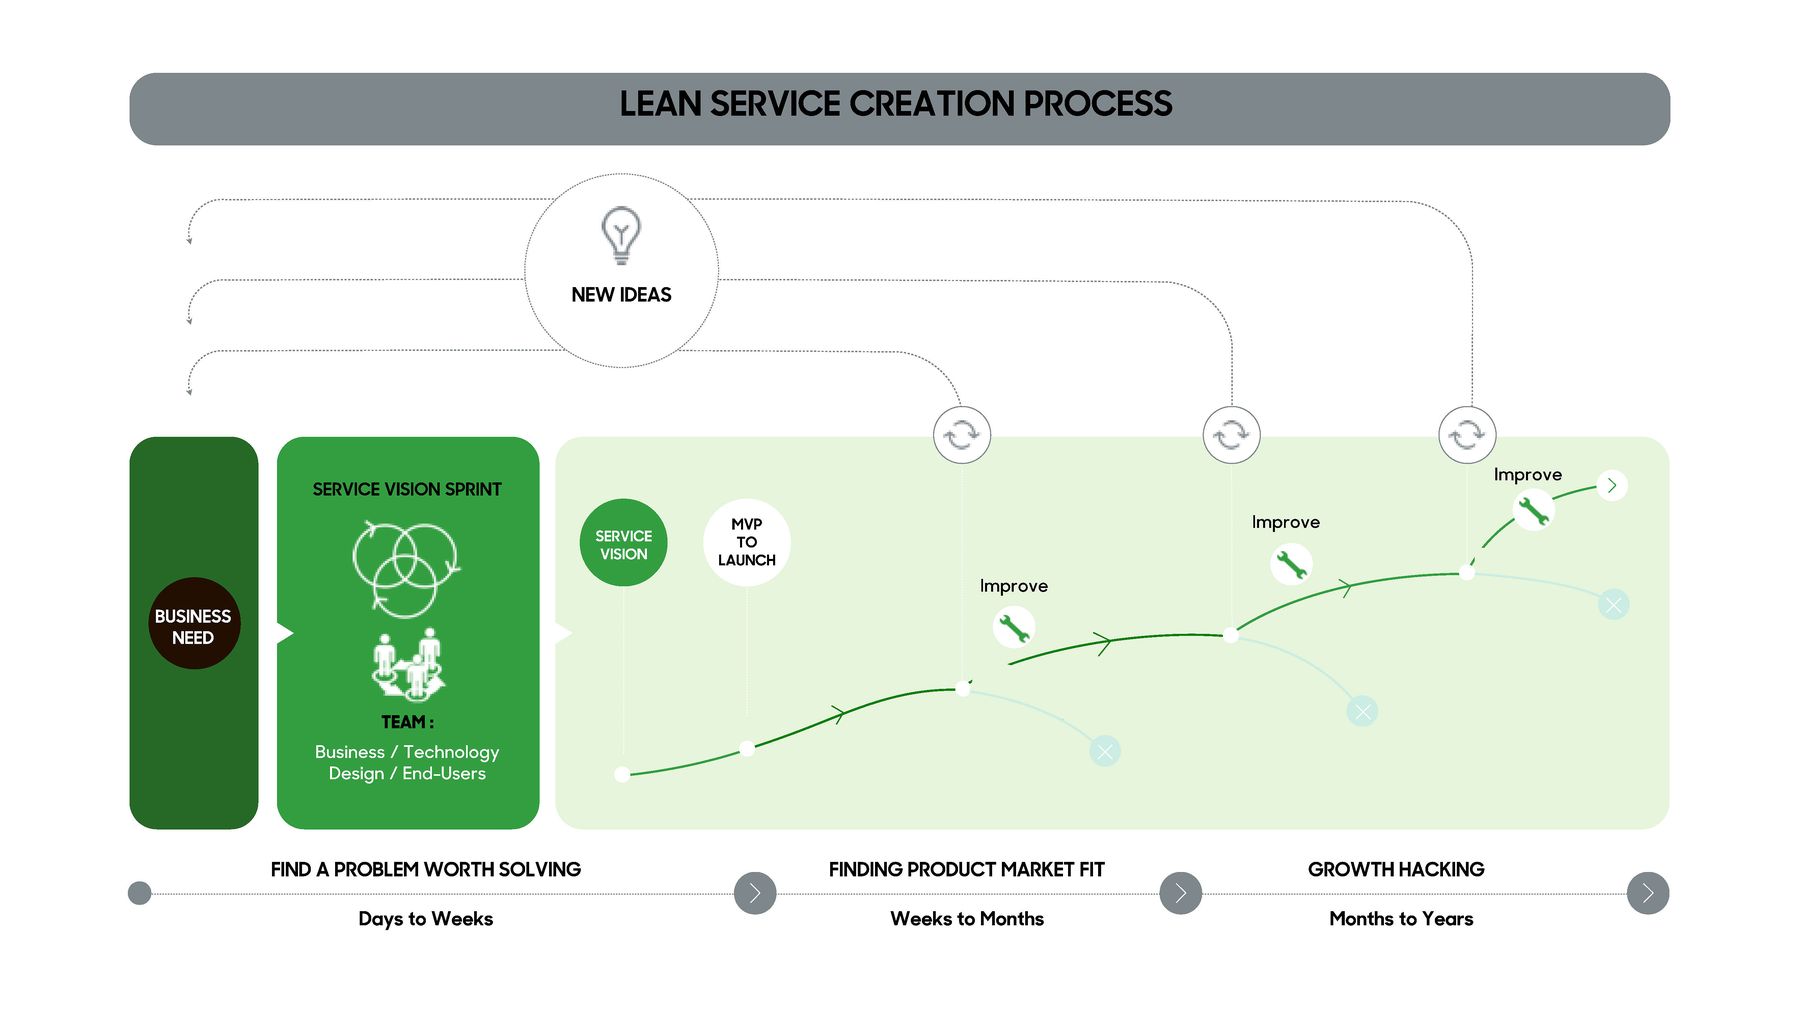 LEAN SERVICE CREATION PROCESS
NEW IDEAS
BUSINESS
NEED
SERVICE VISION SPRINT
TEAM :
Business / Technology
Design / End-Users
SERVICE
VISION
MVP
TO
LAUNCH
Improve
Improve
Improve
FIND A PROBLEM WORTH SOLVING
Days to Weeks
FINDING PRODUCT MARKET FIT
Weeks to Months
GROWTH HACKING
Months to Years